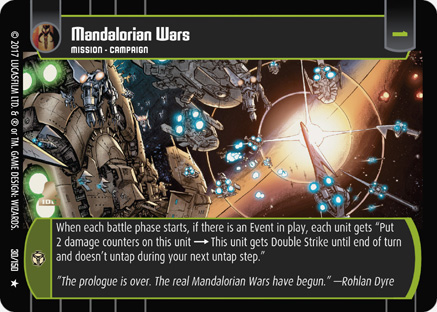 Mandalorian Wars
MISSION - CAMPAIGN
When each battle phase starts, if there is an Event in play, each unit gets "Put
2 damage counters on this unit → This unit gets Double Strike until end of turn
and doesn't untap during your next untap step."
"The prologue is over. The real Mandalorian Wars have begun." —Rohlan Dyre
© 2017 LUCASFILM LTD. & ® or TM. GAME DESIGN: WIZARDS.
30/150 ★